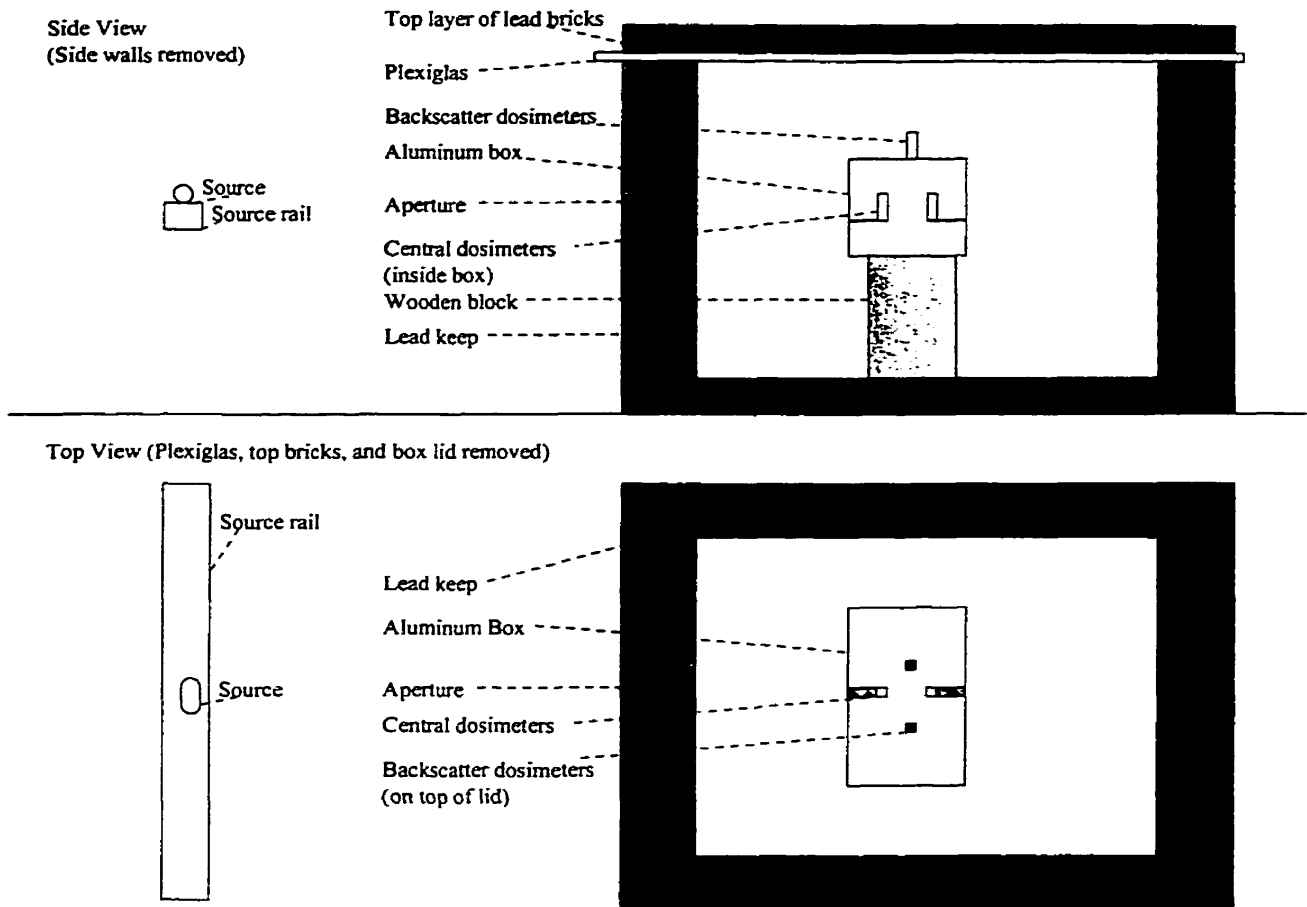 Side View
(Side walls removed)
Source
Source rail
Top layer of lead bricks
Plexiglas
Backscatter dosimeters
Aluminum box
Aperture
Central dosimeters
(inside box)
Wooden block
Lead keep
Top View (Plexiglas, top bricks, and box lid removed)
Source rail
Source
Lead keep
Aluminum Box
Aperture
Central dosimeters
Backscatter dosimeters
(on top of lid)